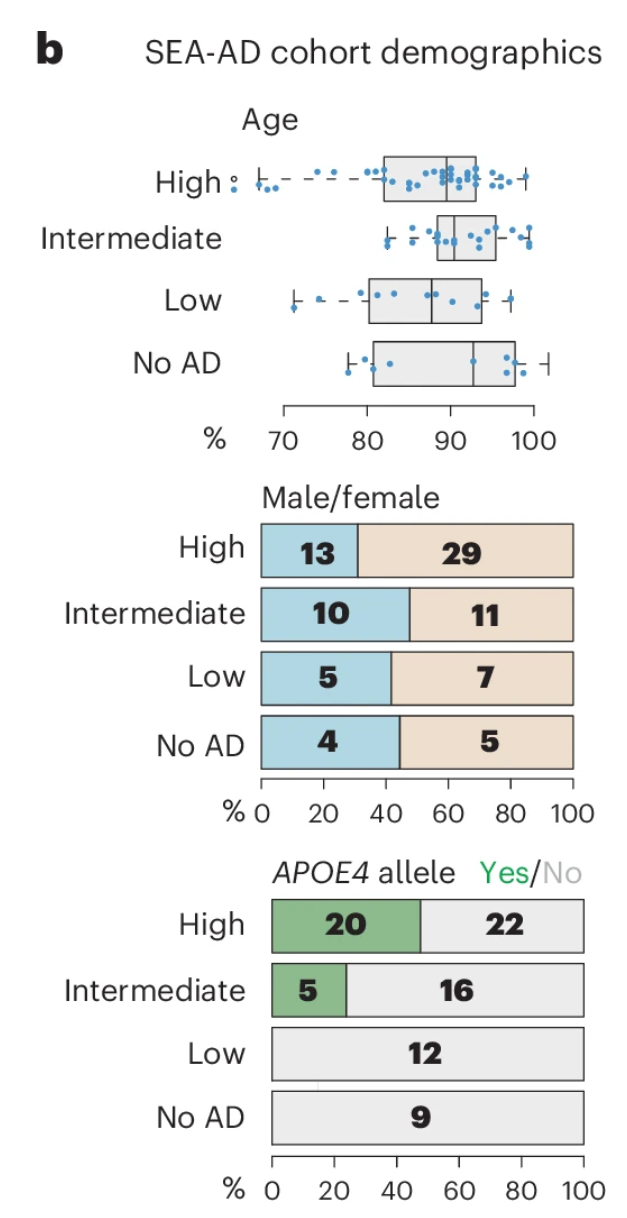 b SEA-AD cohort demographics
Age
High
Intermediate
Low
No AD
% 70 80 90 100
Male/female
High 13 29
Intermediate 10 11
Low 5 7
No AD 4 5
% 0 20 40 60 80 100
APOE4 allele Yes/No
High 20 22
Intermediate 5 16
Low 12
No AD 9
% 0 20 40 60 80 100